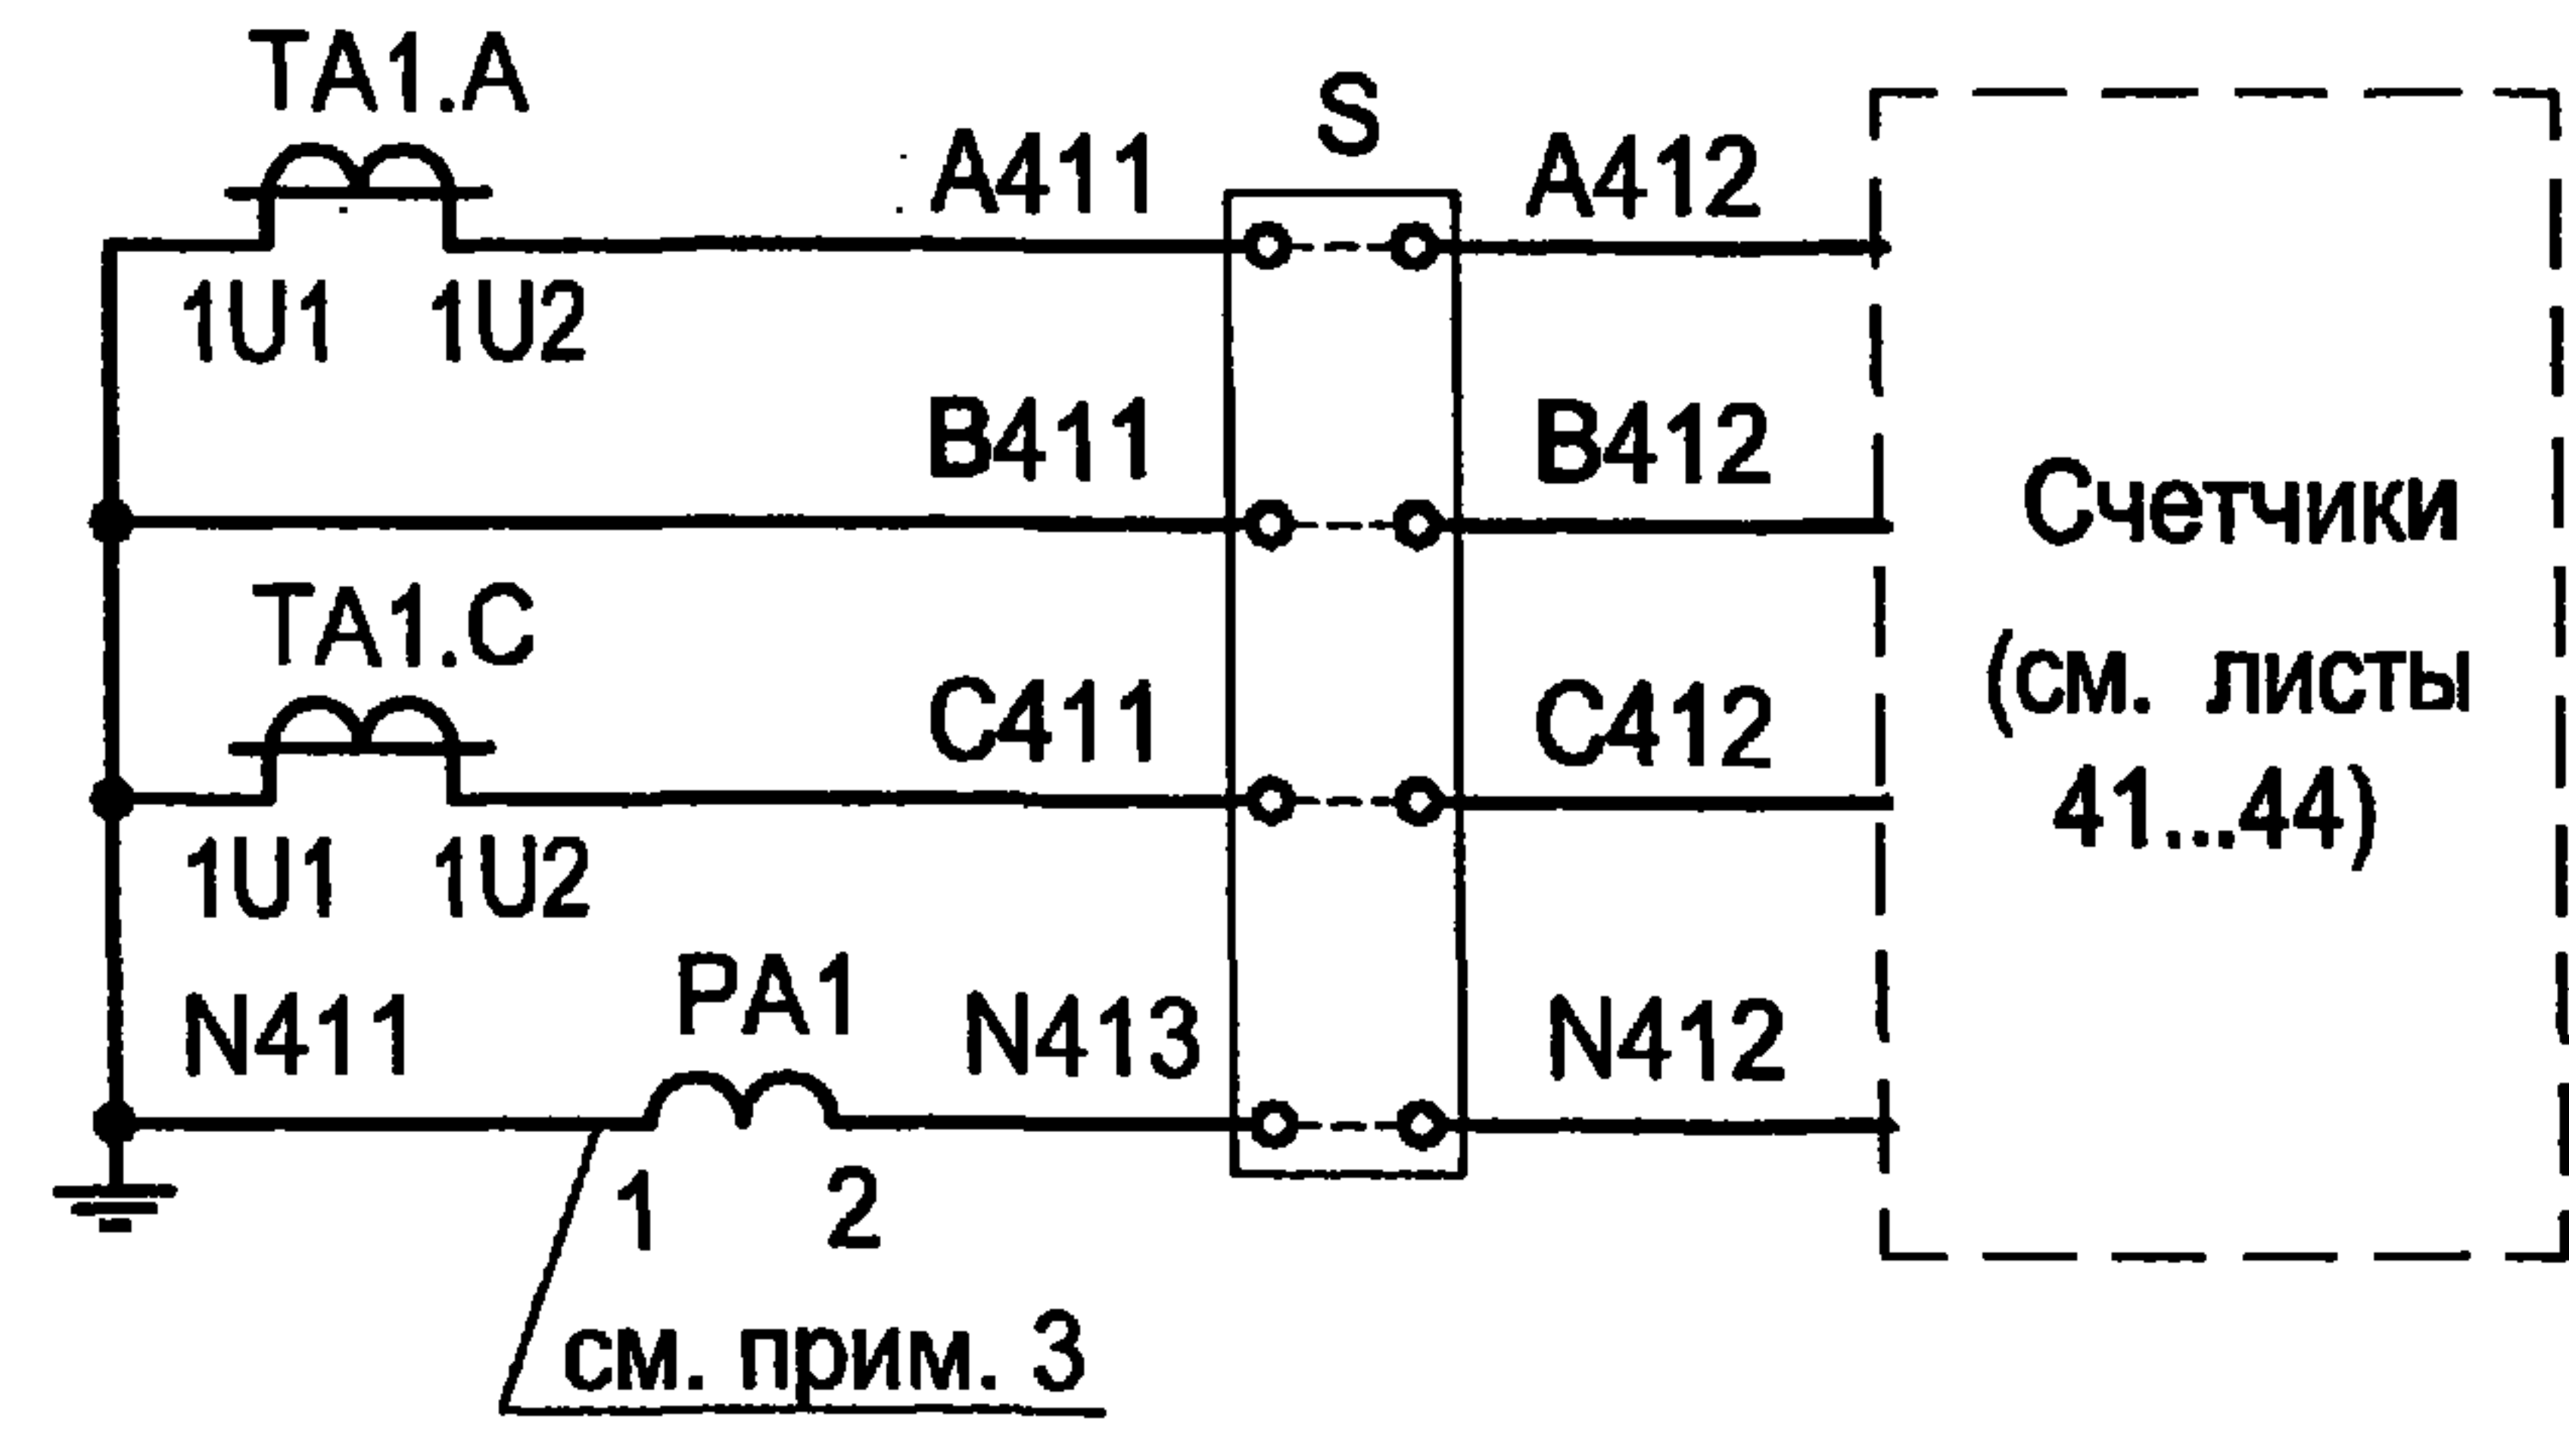 TA1.A
S
A411
A412
1U1
1U2
B411
B412
Счетчики
(см. листы
41...44)
TA1.C
C411
C412
1U1
1U2
N411
PA1
N413
N412
1
2
см. прим. 3